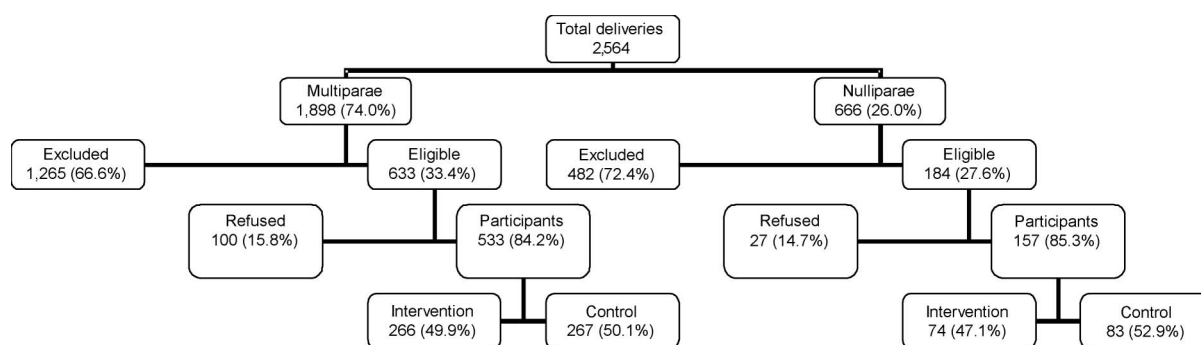 Total deliveries
2,564
Multiparae
1,898 (74.0%)
Nulliparae
666 (26.0%)
Excluded
1,265 (66.6%)
Eligible
633 (33.4%)
Excluded
482 (72.4%)
Eligible
184 (27.6%)
Refused
100 (15.8%)
Participants
533 (84.2%)
Refused
27 (14.7%)
Participants
157 (85.3%)
Intervention
266 (49.9%)
Control
267 (50.1%)
Intervention
74 (47.1%)
Control
83 (52.9%)